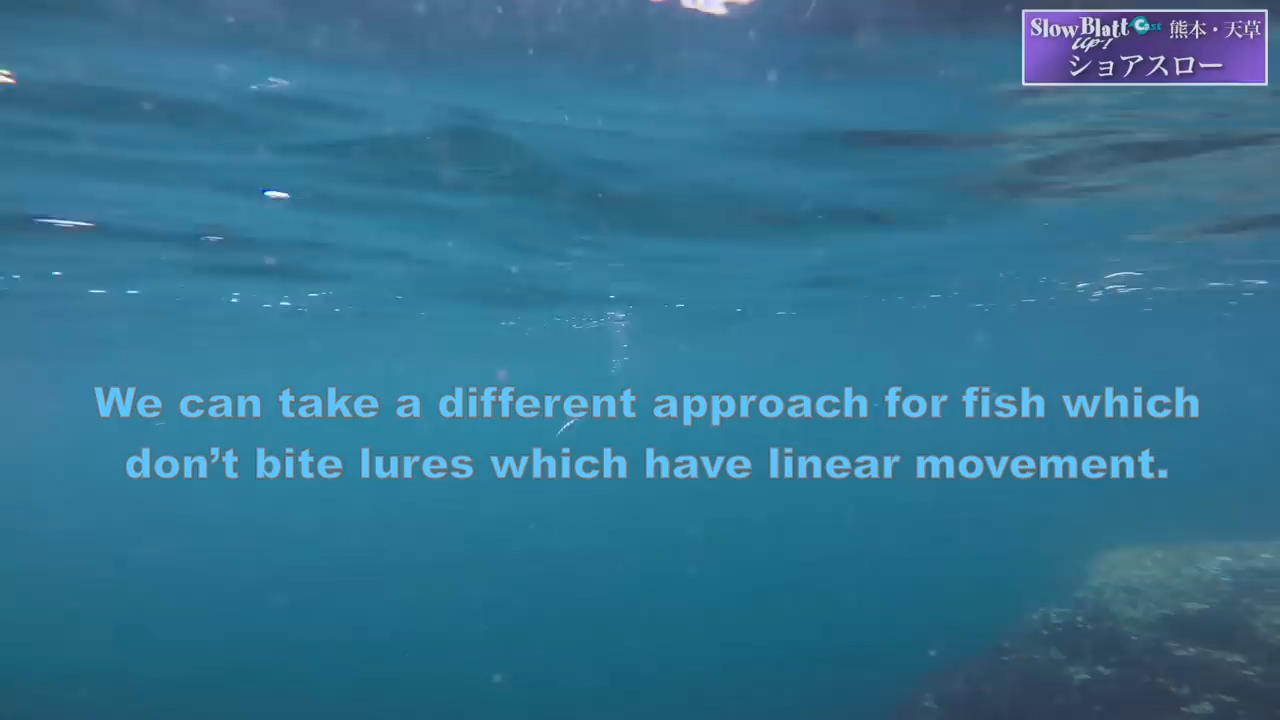 SlowBlatt Cast 熊本・天草
Up!
ショアスロー
We can take a different approach for fish which
don’t bite lures which have linear movement.